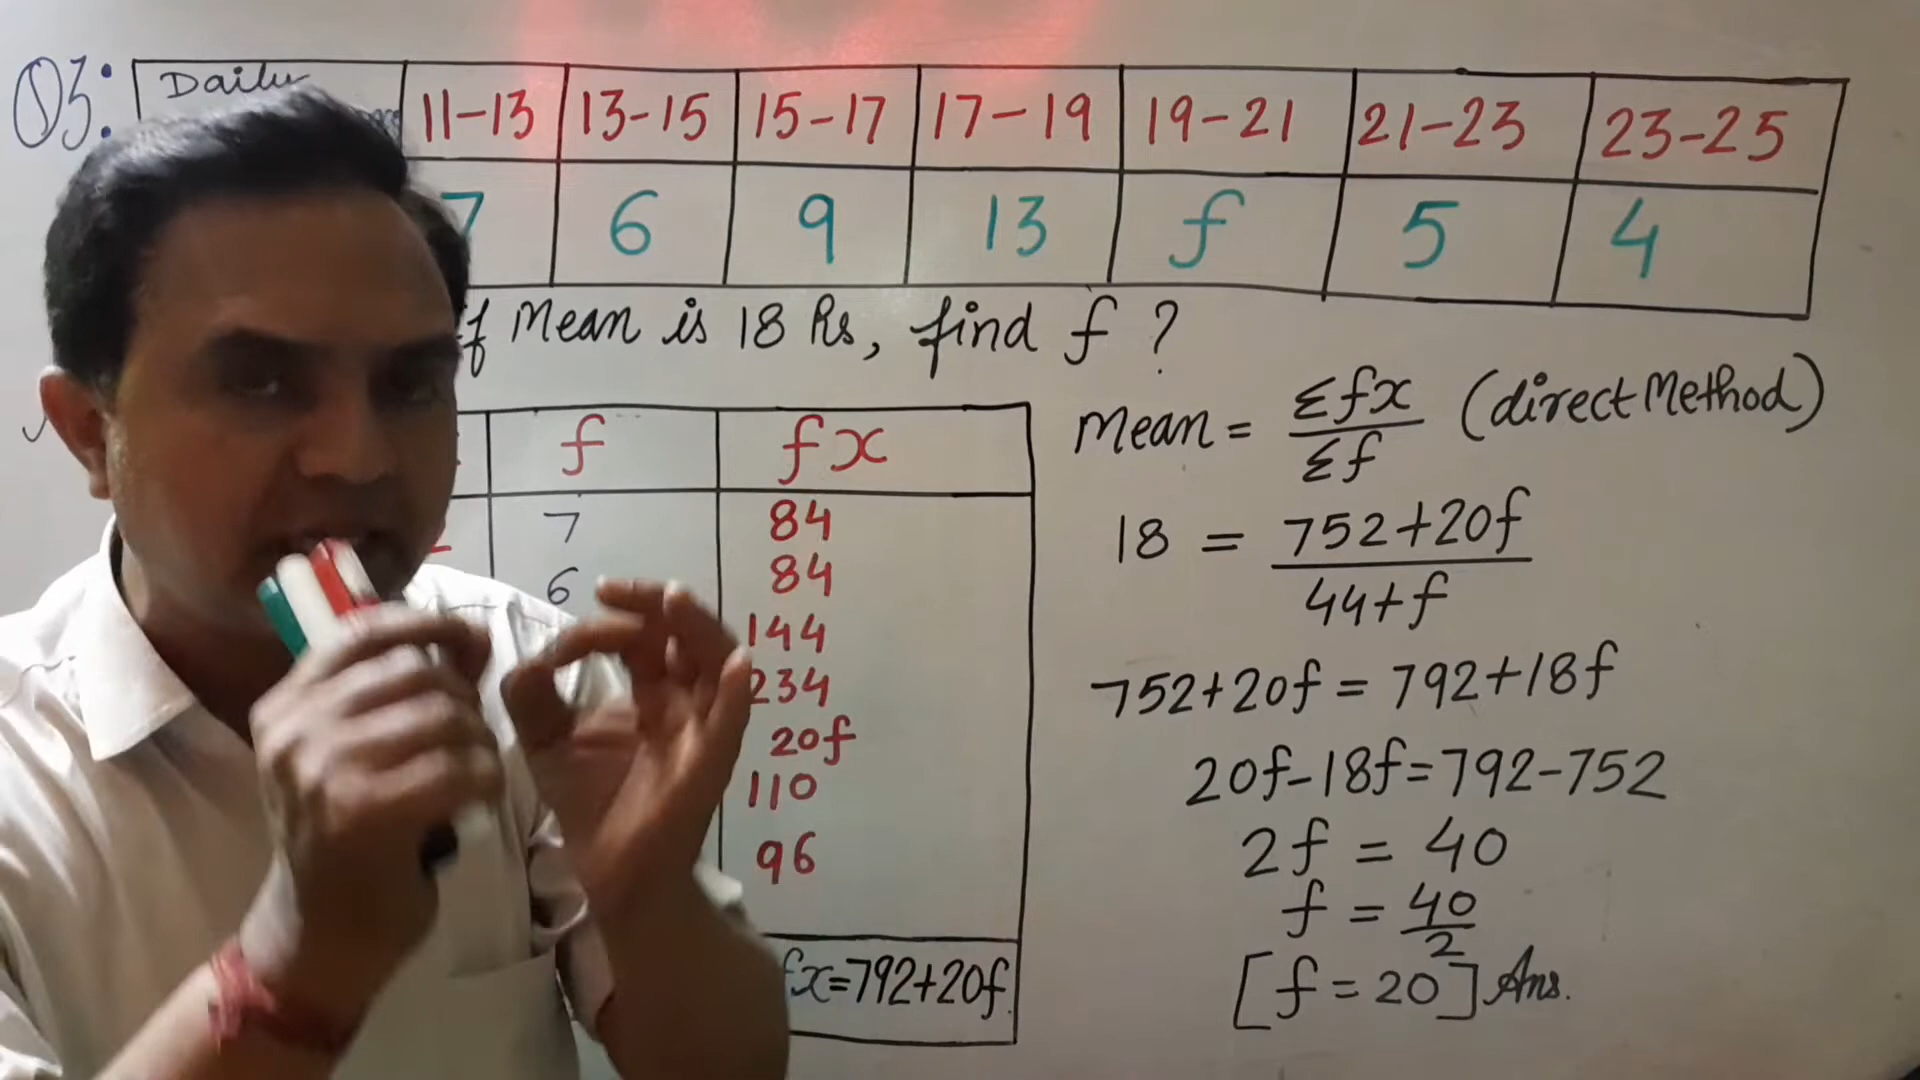 Q3: Daily 11-13 13-15 15-17 17-19 19-21 21-23 23-25
7 6 9 13 f 5 4
if Mean is 18 Rs, find f ?
f fx
7 84
6 84
144
234
20f
110
96
fx=792+20f
Mean = Σfx/Σf (direct Method)
18 = 752+20f/44+f
752+20f = 792+18f
20f-18f=792-752
2f = 40
f = 40/2
[f = 20] Ans.